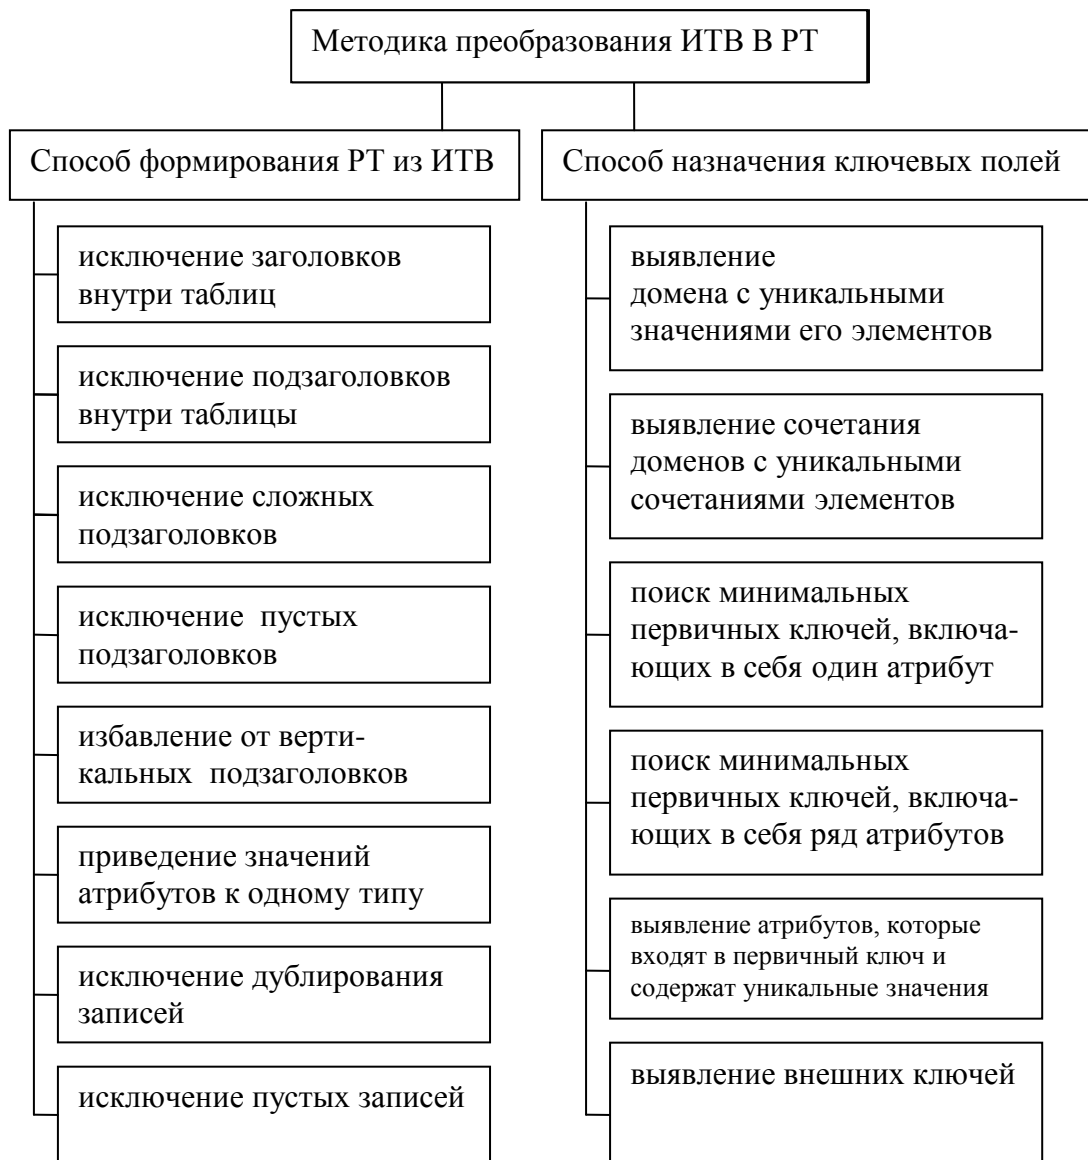 Методика преобразования ИТВ В РТ
Способ формирования РТ из ИТВ
исключение заголовков
внутри таблиц
исключение подзаголовков
внутри таблицы
исключение сложных
подзаголовков
исключение пустых
подзаголовков
избавление от верти-
кальных подзаголовков
приведение значений
атрибутов к одному типу
исключение дублирования
записей
исключение пустых записей
Способ назначения ключевых полей
выявление
домена с уникальными
значениями его элементов
выявление сочетания
доменов с уникальными
сочетаниями элементов
поиск минимальных
первичных ключей, включа-
ющих в себя один атрибут
поиск минимальных
первичных ключей, включа-
ющих в себя ряд атрибутов
выявление атрибутов, которые
входят в первичный ключ и
содержат уникальные значения
выявление внешних ключей